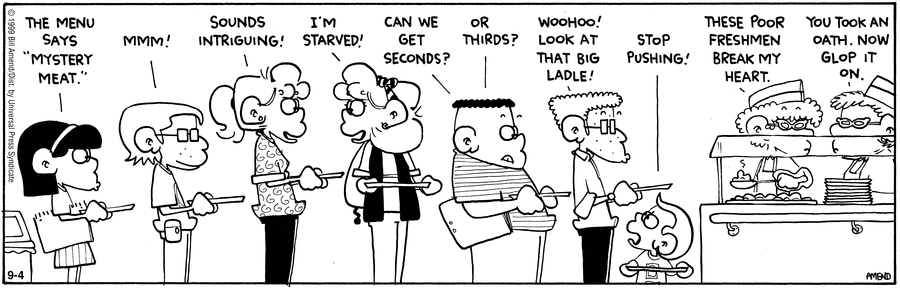 © 1999 Bill Amend/Dist. by Universal Press Syndicate
THE MENU
SAYS
"MYSTERY
MEAT."
MMM!
SOUNDS
INTRIGUING!
I'M
STARVED!
CAN WE
GET
SECONDS?
OR
THIRDS?
WOOHOO!
LOOK AT
THAT BIG
LADLE!
STOP
PUSHING!
THESE POOR
FRESHMEN
BREAK MY
HEART.
YOU TOOK AN
OATH. NOW
GLOP IT
ON.
9-4
AMEND